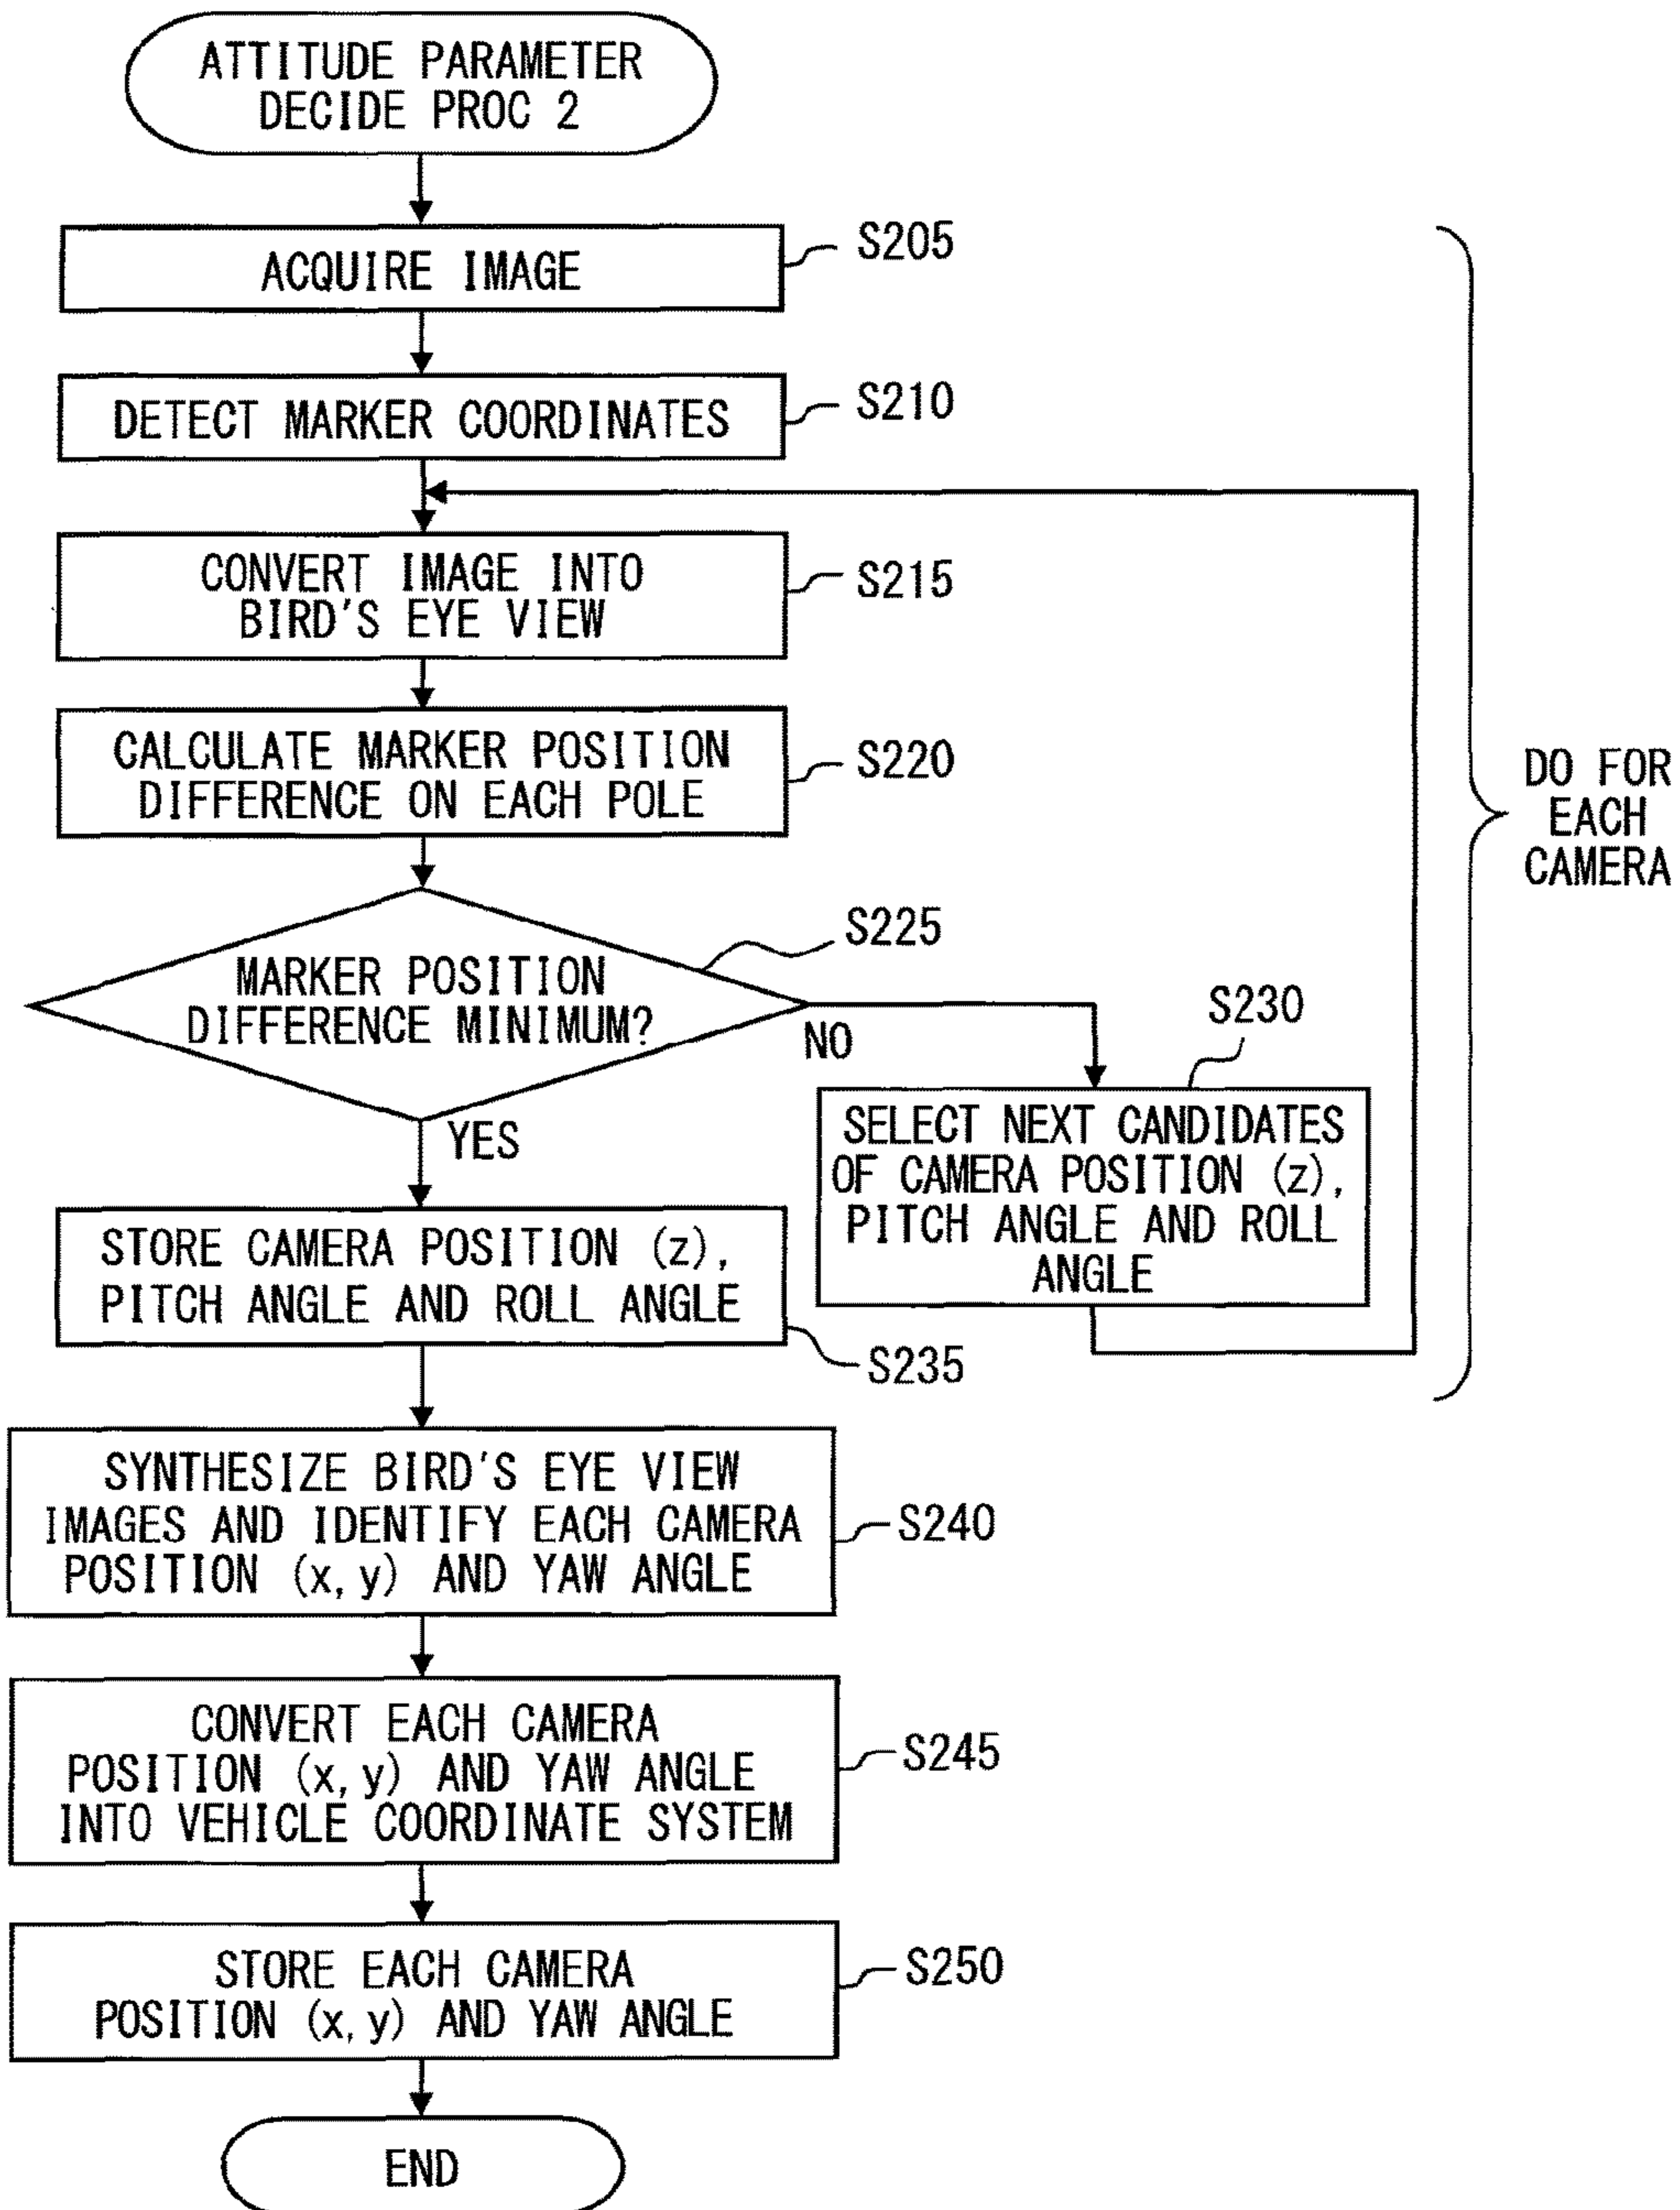 ATTITUDE PARAMETER
DECIDE PROC 2
ACQUIRE IMAGE
S205
DETECT MARKER COORDINATES
S210
CONVERT IMAGE INTO
BIRD'S EYE VIEW
S215
CALCULATE MARKER POSITION
DIFFERENCE ON EACH POLE
S220
DO FOR
EACH
CAMERA
MARKER POSITION
DIFFERENCE MINIMUM?
S225
NO
YES
S230
SELECT NEXT CANDIDATES
OF CAMERA POSITION (z),
PITCH ANGLE AND ROLL
ANGLE
STORE CAMERA POSITION (z),
PITCH ANGLE AND ROLL ANGLE
S235
SYNTHESIZE BIRD'S EYE VIEW
IMAGES AND IDENTIFY EACH CAMERA
POSITION (x, y) AND YAW ANGLE
S240
CONVERT EACH CAMERA
POSITION (x, y) AND YAW ANGLE
INTO VEHICLE COORDINATE SYSTEM
S245
STORE EACH CAMERA
POSITION (x, y) AND YAW ANGLE
S250
END